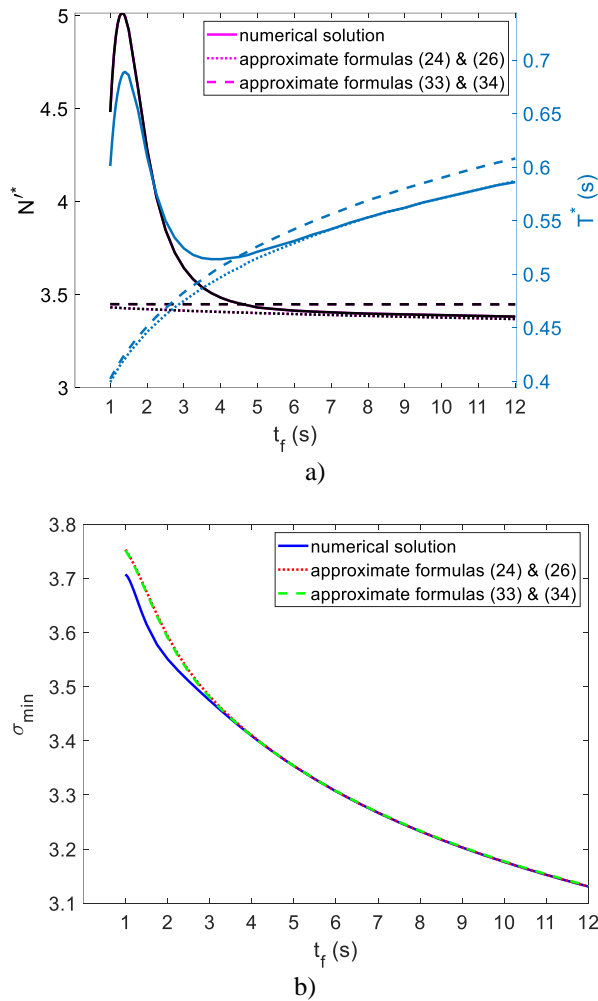 5
4.5
4
3.5
3
N'*
0.7
0.6
0.55
0.5
0.45
0.4
T* (s)
numerical solution
approximate formulas (24) & (26)
approximate formulas (33) & (34)
1 2 3 4 5 6 7 8 9 10 11 12
t_f (s)
a)
3.8
3.7
3.6
3.5
3.4
3.3
3.2
3.1
σ_min
numerical solution
approximate formulas (24) & (26)
approximate formulas (33) & (34)
1 2 3 4 5 6 7 8 9 10 11 12
t_f (s)
b)